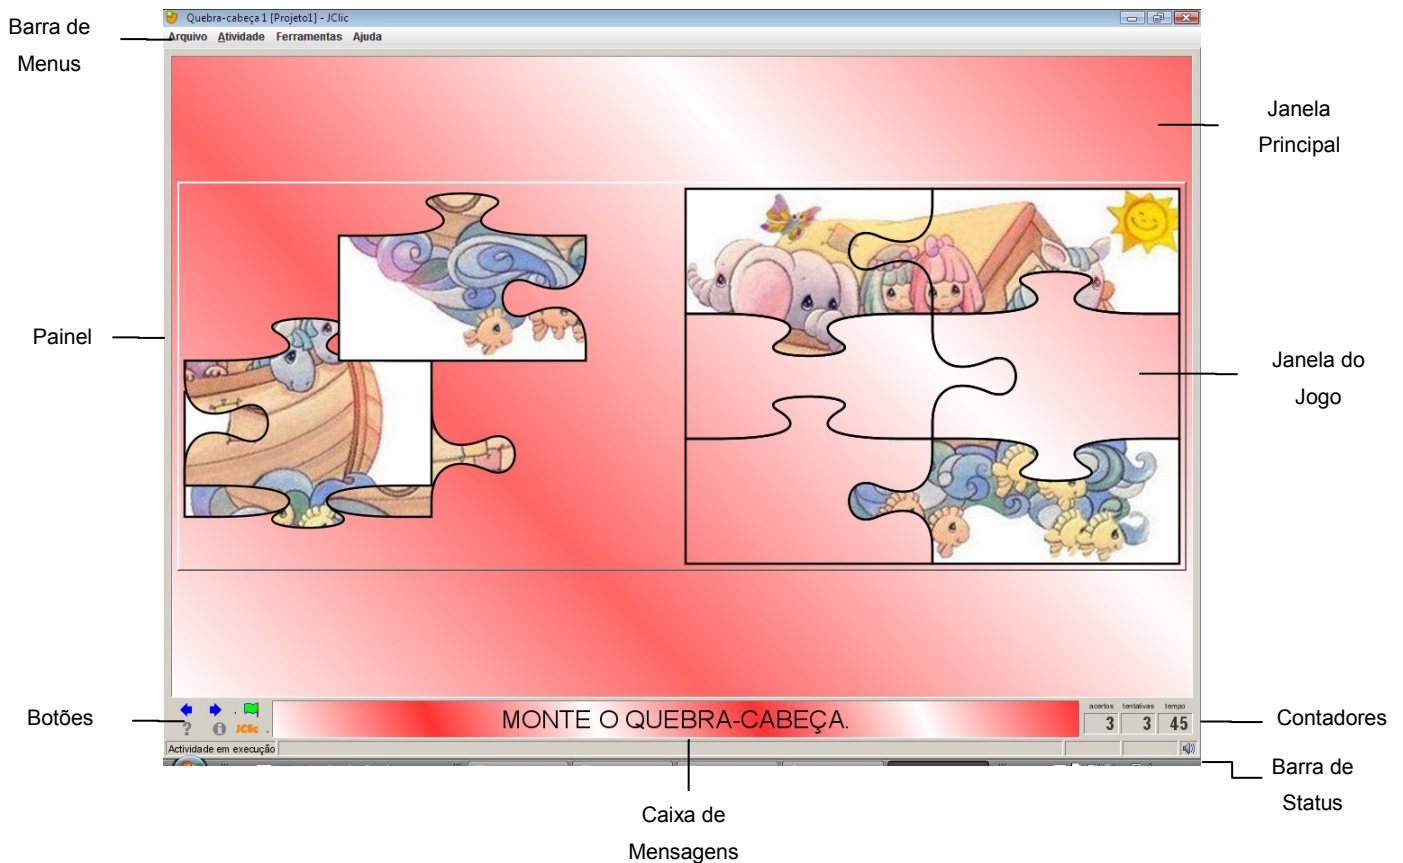 Quebra-cabeça 1 [Projeto1] - JClic
Arquivo Atividade Ferramentas Ajuda
Barra de
Menus
Janela
Principal
Painel
Janela do
Jogo
Botões
JClic
MONTE O QUEBRA-CABEÇA.
acertos tentativas tempo
3 3 45
Contadores
Actividade em execução
Barra de
Status
Caixa de
Mensagens